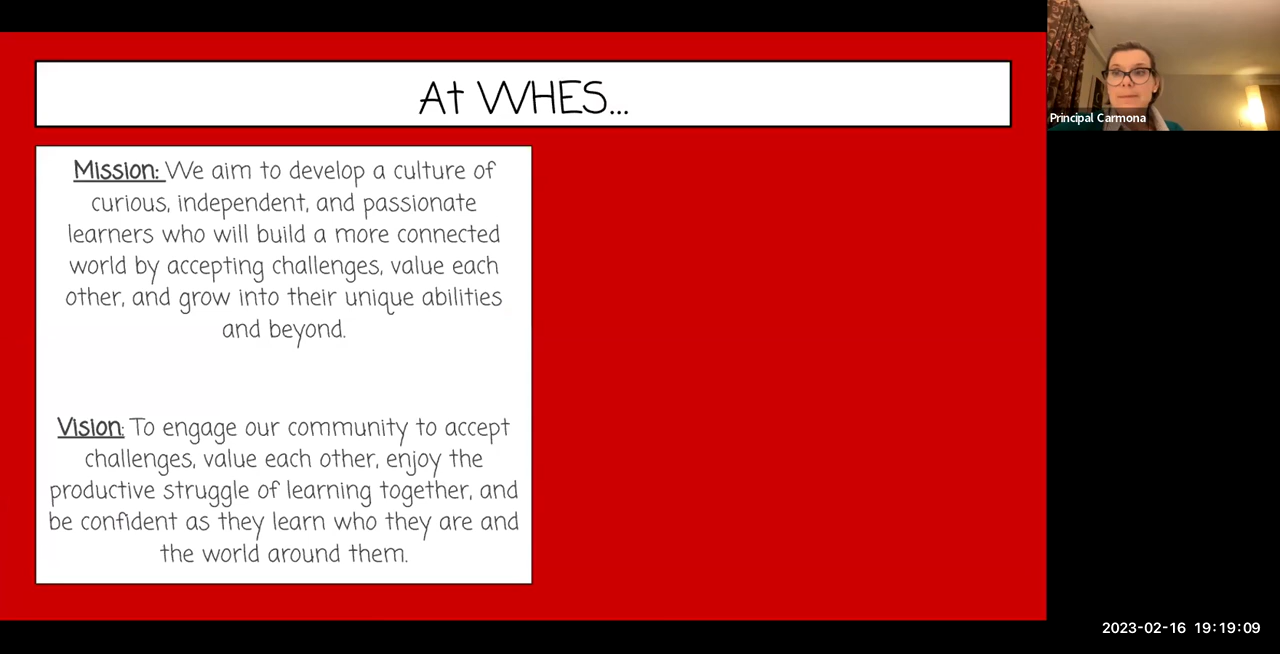 At WHES...
Mission: We aim to develop a culture of
curious, independent, and passionate
learners who will build a more connected
world by accepting challenges, value each
other, and grow into their unique abilities
and beyond.
Vision: To engage our community to accept
challenges, value each other, enjoy the
productive struggle of learning together, and
be confident as they learn who they are and
the world around them.
Principal Carmona
2023-02-16 19:19:09